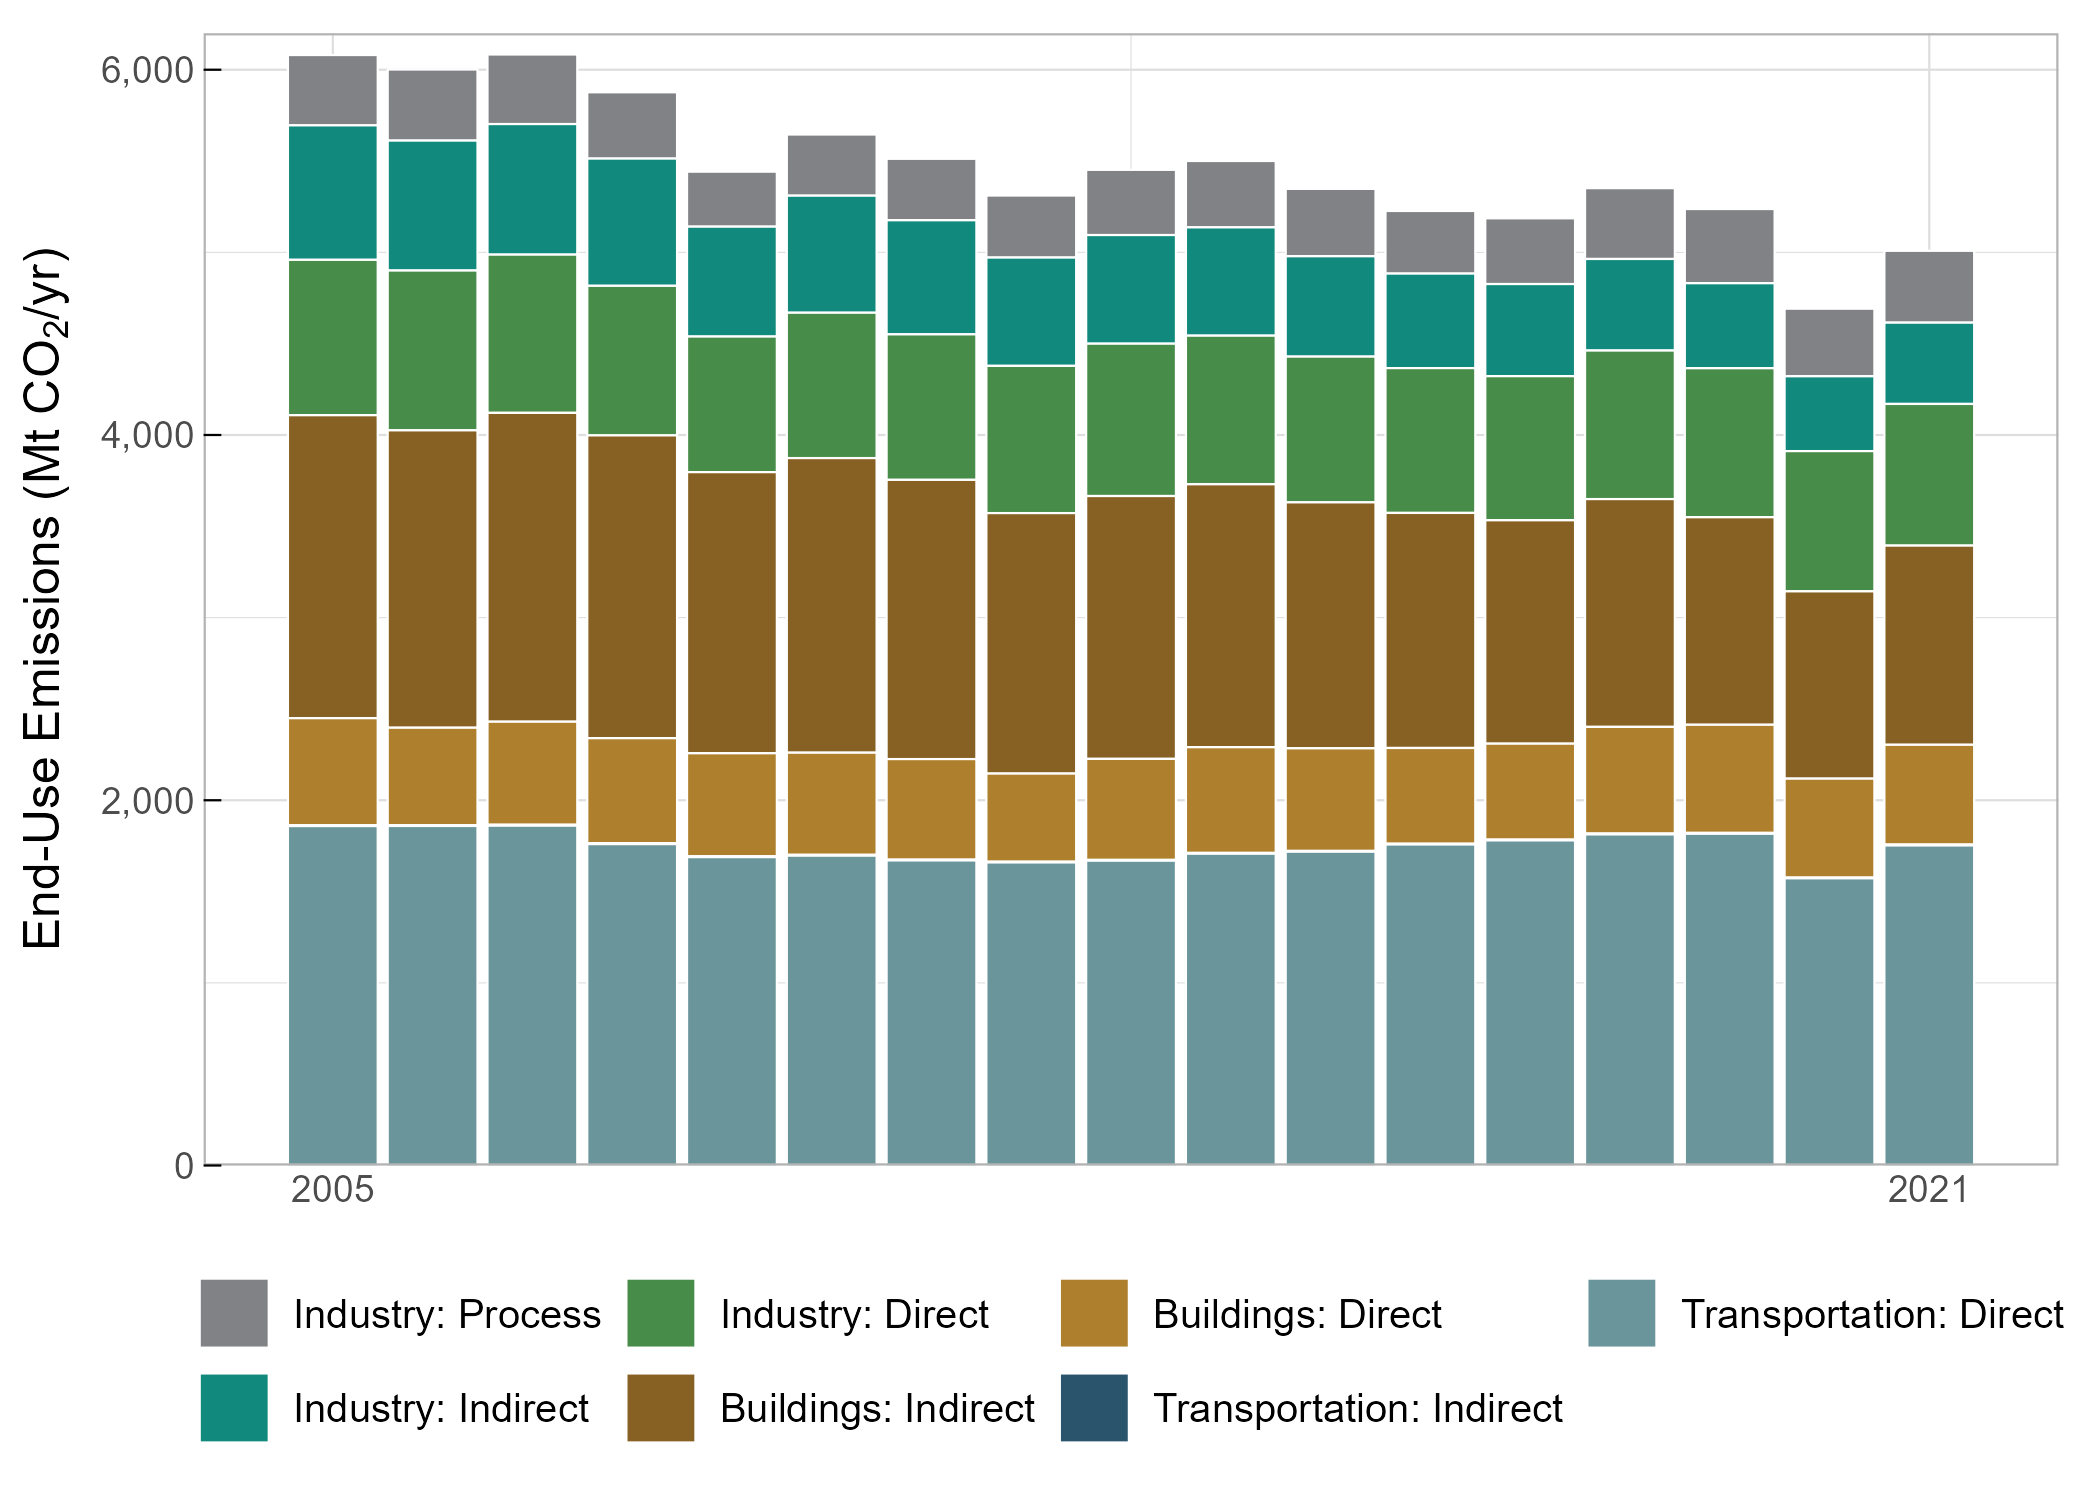 End-Use Emissions (Mt CO₂/yr)
6,000
4,000
2,000
0
2005
2021
Industry: Process
Industry: Direct
Buildings: Direct
Transportation: Direct
Industry: Indirect
Buildings: Indirect
Transportation: Indirect